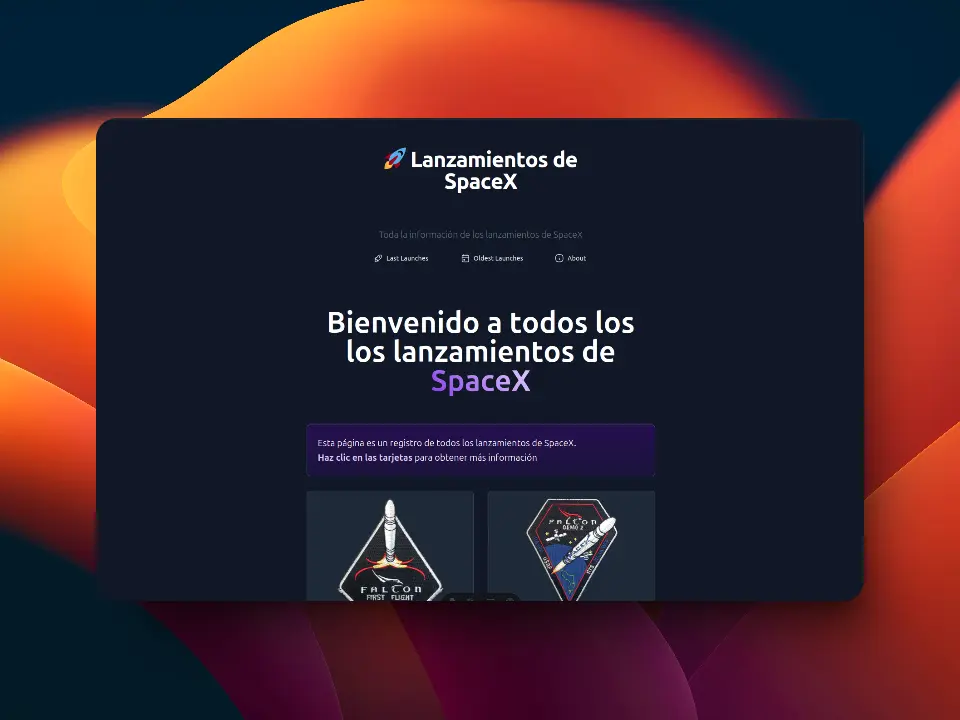 Lanzamientos de
SpaceX
Toda la información de los lanzamientos de SpaceX
Last Launches
Oldest Launches
About
Bienvenido a todos los
los lanzamientos de
SpaceX
Esta página es un registro de todos los lanzamientos de SpaceX.
Haz clic en las tarjetas para obtener más información
FALCON
FIRST FLIGHT
FALCON
DEMO 2